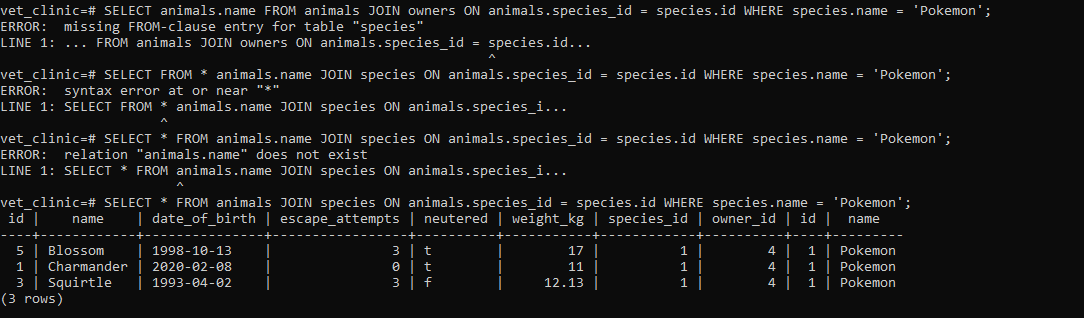 vet_clinic=# SELECT animals.name FROM animals JOIN owners ON animals.species_id = species.id WHERE species.name = 'Pokemon';
ERROR:  missing FROM-clause entry for table "species"
LINE 1: ... FROM animals JOIN owners ON animals.species_id = species.id...
                                                             ^
vet_clinic=# SELECT FROM * animals.name JOIN species ON animals.species_id = species.id WHERE species.name = 'Pokemon';
ERROR:  syntax error at or near "*"
LINE 1: SELECT FROM * animals.name JOIN species ON animals.species_i...
                    ^
vet_clinic=# SELECT * FROM animals.name JOIN species ON animals.species_id = species.id WHERE species.name = 'Pokemon';
ERROR:  relation "animals.name" does not exist
LINE 1: SELECT * FROM animals.name JOIN species ON animals.species_i...
                      ^
vet_clinic=# SELECT * FROM animals JOIN species ON animals.species_id = species.id WHERE species.name = 'Pokemon';
 id |    name    | date_of_birth | escape_attempts | neutered | weight_kg | species_id | owner_id | id |  name
----+------------+---------------+-----------------+----------+-----------+------------+----------+----+---------
  5 | Blossom    | 1998-10-13    |               3 | t        |        17 |          1 |        4 |  1 | Pokemon
  1 | Charmander | 2020-02-08    |               0 | t        |        11 |          1 |        4 |  1 | Pokemon
  3 | Squirtle   | 1993-04-02    |               3 | f        |     12.13 |          1 |        4 |  1 | Pokemon
(3 rows)